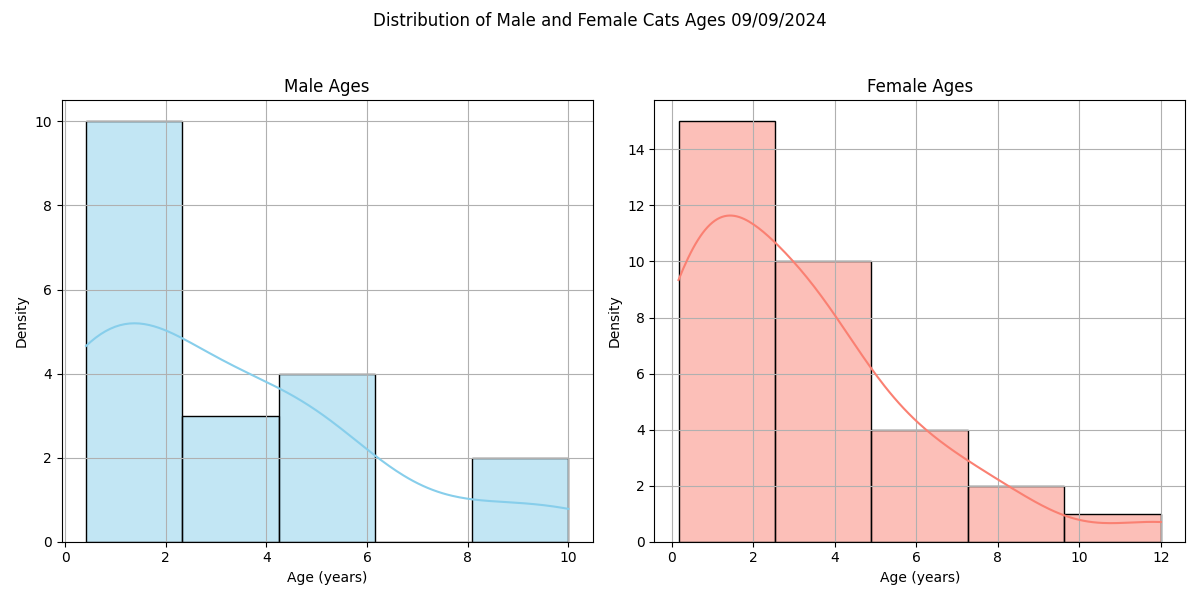 Distribution of Male and Female Cats Ages 09/09/2024
Male Ages
10
8
6
4
2
0
Density
0 2 4 6 8 10
Age (years)
Female Ages
14
12
10
8
6
4
2
0
Density
0 2 4 6 8 10 12
Age (years)